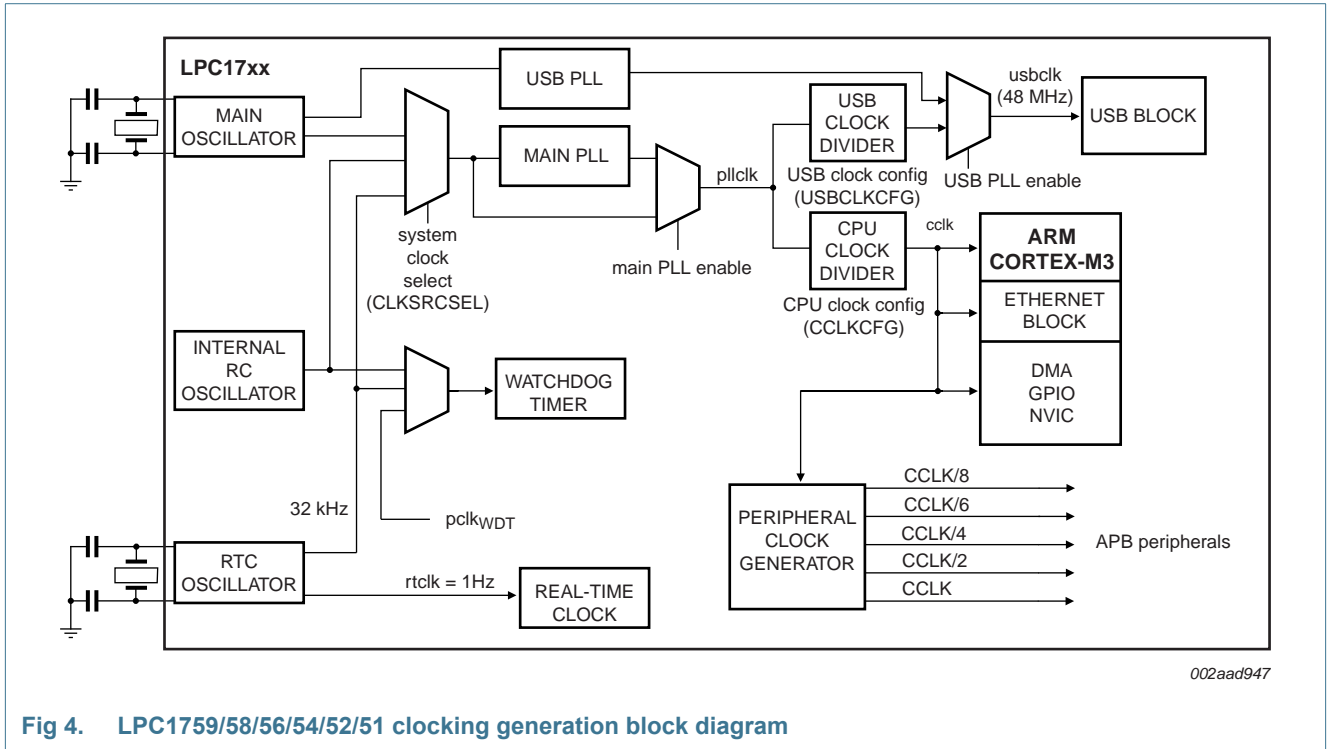 LPC17xx
MAIN
OSCILLATOR
USB PLL
MAIN PLL
system
clock
select
(CLKSRCSEL)
main PLL enable
pllclk
USB
CLOCK
DIVIDER
USB clock config
(USBCLKCFG)
usbclk
(48 MHz)
USB BLOCK
USB PLL enable
CPU
CLOCK
DIVIDER
CPU clock config
(CCLKCFG)
cclk
ARM
CORTEX-M3
ETHERNET
BLOCK
DMA
GPIO
NVIC
INTERNAL
RC
OSCILLATOR
WATCHDOG
TIMER
32 kHz
pclkWDT
RTC
OSCILLATOR
rtclk = 1Hz
REAL-TIME
CLOCK
PERIPHERAL
CLOCK
GENERATOR
CCLK/8
CCLK/6
CCLK/4
CCLK/2
CCLK
APB peripherals
002aad947
Fig 4. LPC1759/58/56/54/52/51 clocking generation block diagram